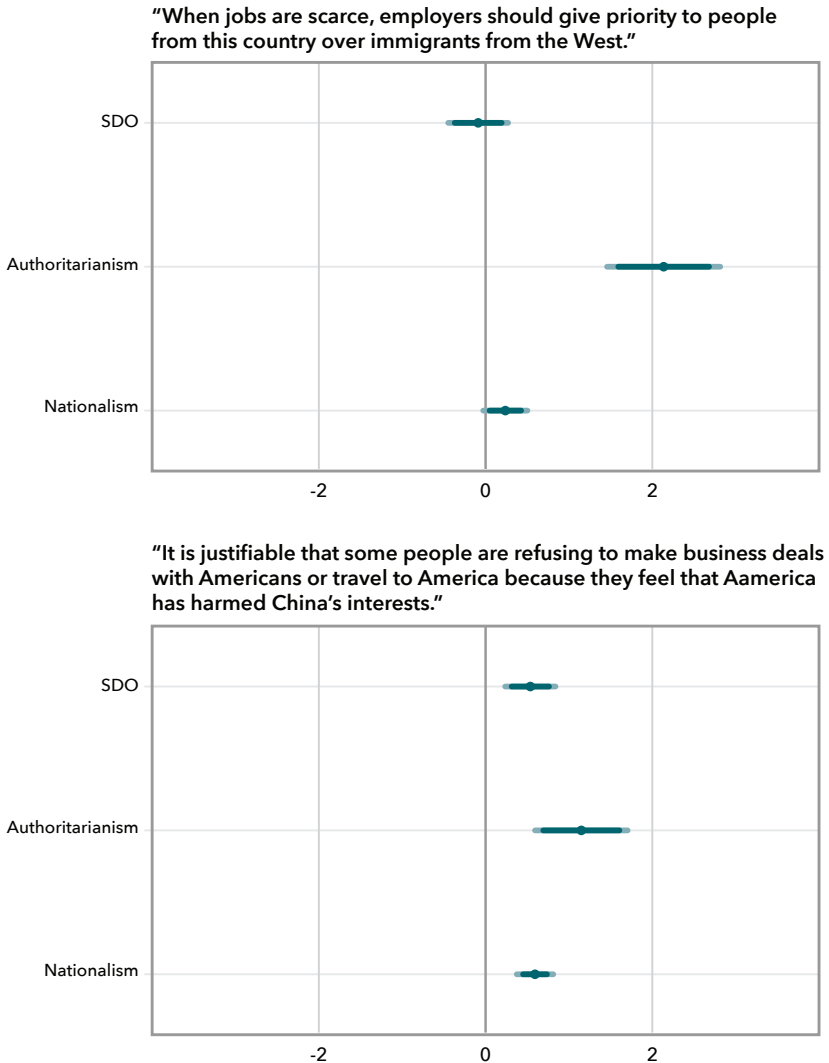 “When jobs are scarce, employers should give priority to people
from this country over immigrants from the West.”
SDO
Authoritarianism
Nationalism
-2 0 2
“It is justifiable that some people are refusing to make business deals
with Americans or travel to America because they feel that Aamerica
has harmed China’s interests.”
SDO
Authoritarianism
Nationalism
-2 0 2